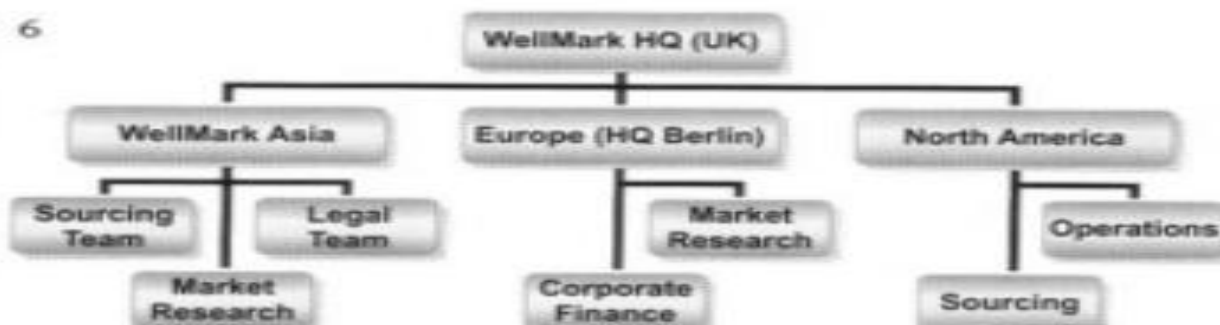 6
WellMark HQ (UK)
WellMark Asia
Europe (HQ Berlin)
North America
Sourcing
Team
Legal
Team
Market
Research
Operations
Market
Research
Corporate
Finance
Sourcing